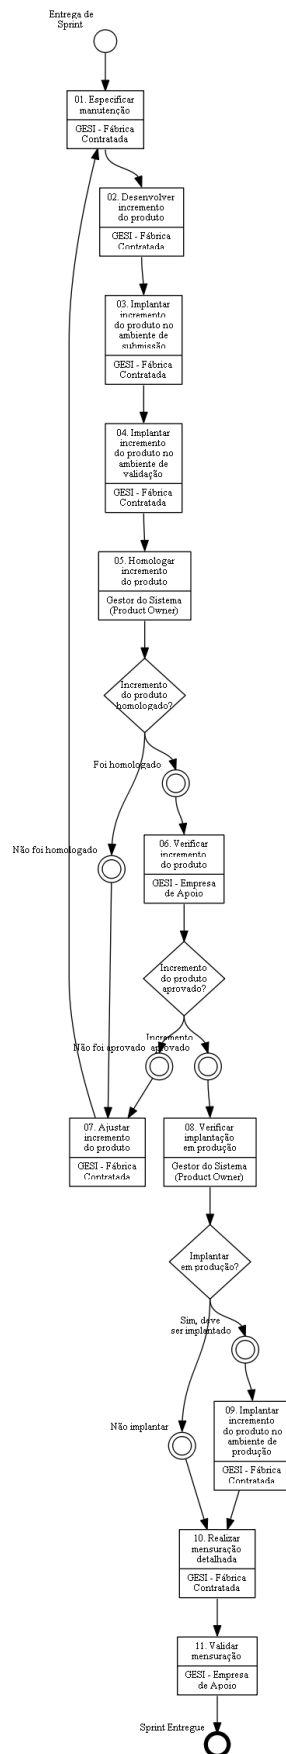 Entrega de
Sprint
01. Especificar
manutenção
GESI - Fábrica
Contratada
02. Desenvolver
incremento
do produto
GESI - Fábrica
Contratada
03. Implantar
incremento
do produto no
ambiente de
submissão
GESI - Fábrica
Contratada
04. Implantar
incremento
do produto no
ambiente de
validação
GESI - Fábrica
Contratada
05. Homologar
incremento
do produto
Gestor do Sistema
(Product Owner)
Incremento
do produto
homologado?
Foi homologado
Não foi homologado
06. Verificar
incremento
do produto
GESI - Empresa
de Apoio
Incremento
do produto
aprovado?
Não foi aprovado
Incremento
aprovado
07. Ajustar
incremento
do produto
GESI - Fábrica
Contratada
08. Verificar
implantação
em produção
Gestor do Sistema
(Product Owner)
Implantar
em produção?
Sim, deve
ser implantado
Não implantar
09. Implantar
incremento
do produto no
ambiente de
produção
GESI - Fábrica
Contratada
10. Realizar
mensuração
detalhada
GESI - Fábrica
Contratada
11. Validar
mensuração
GESI - Empresa
de Apoio
Sprint Entregue